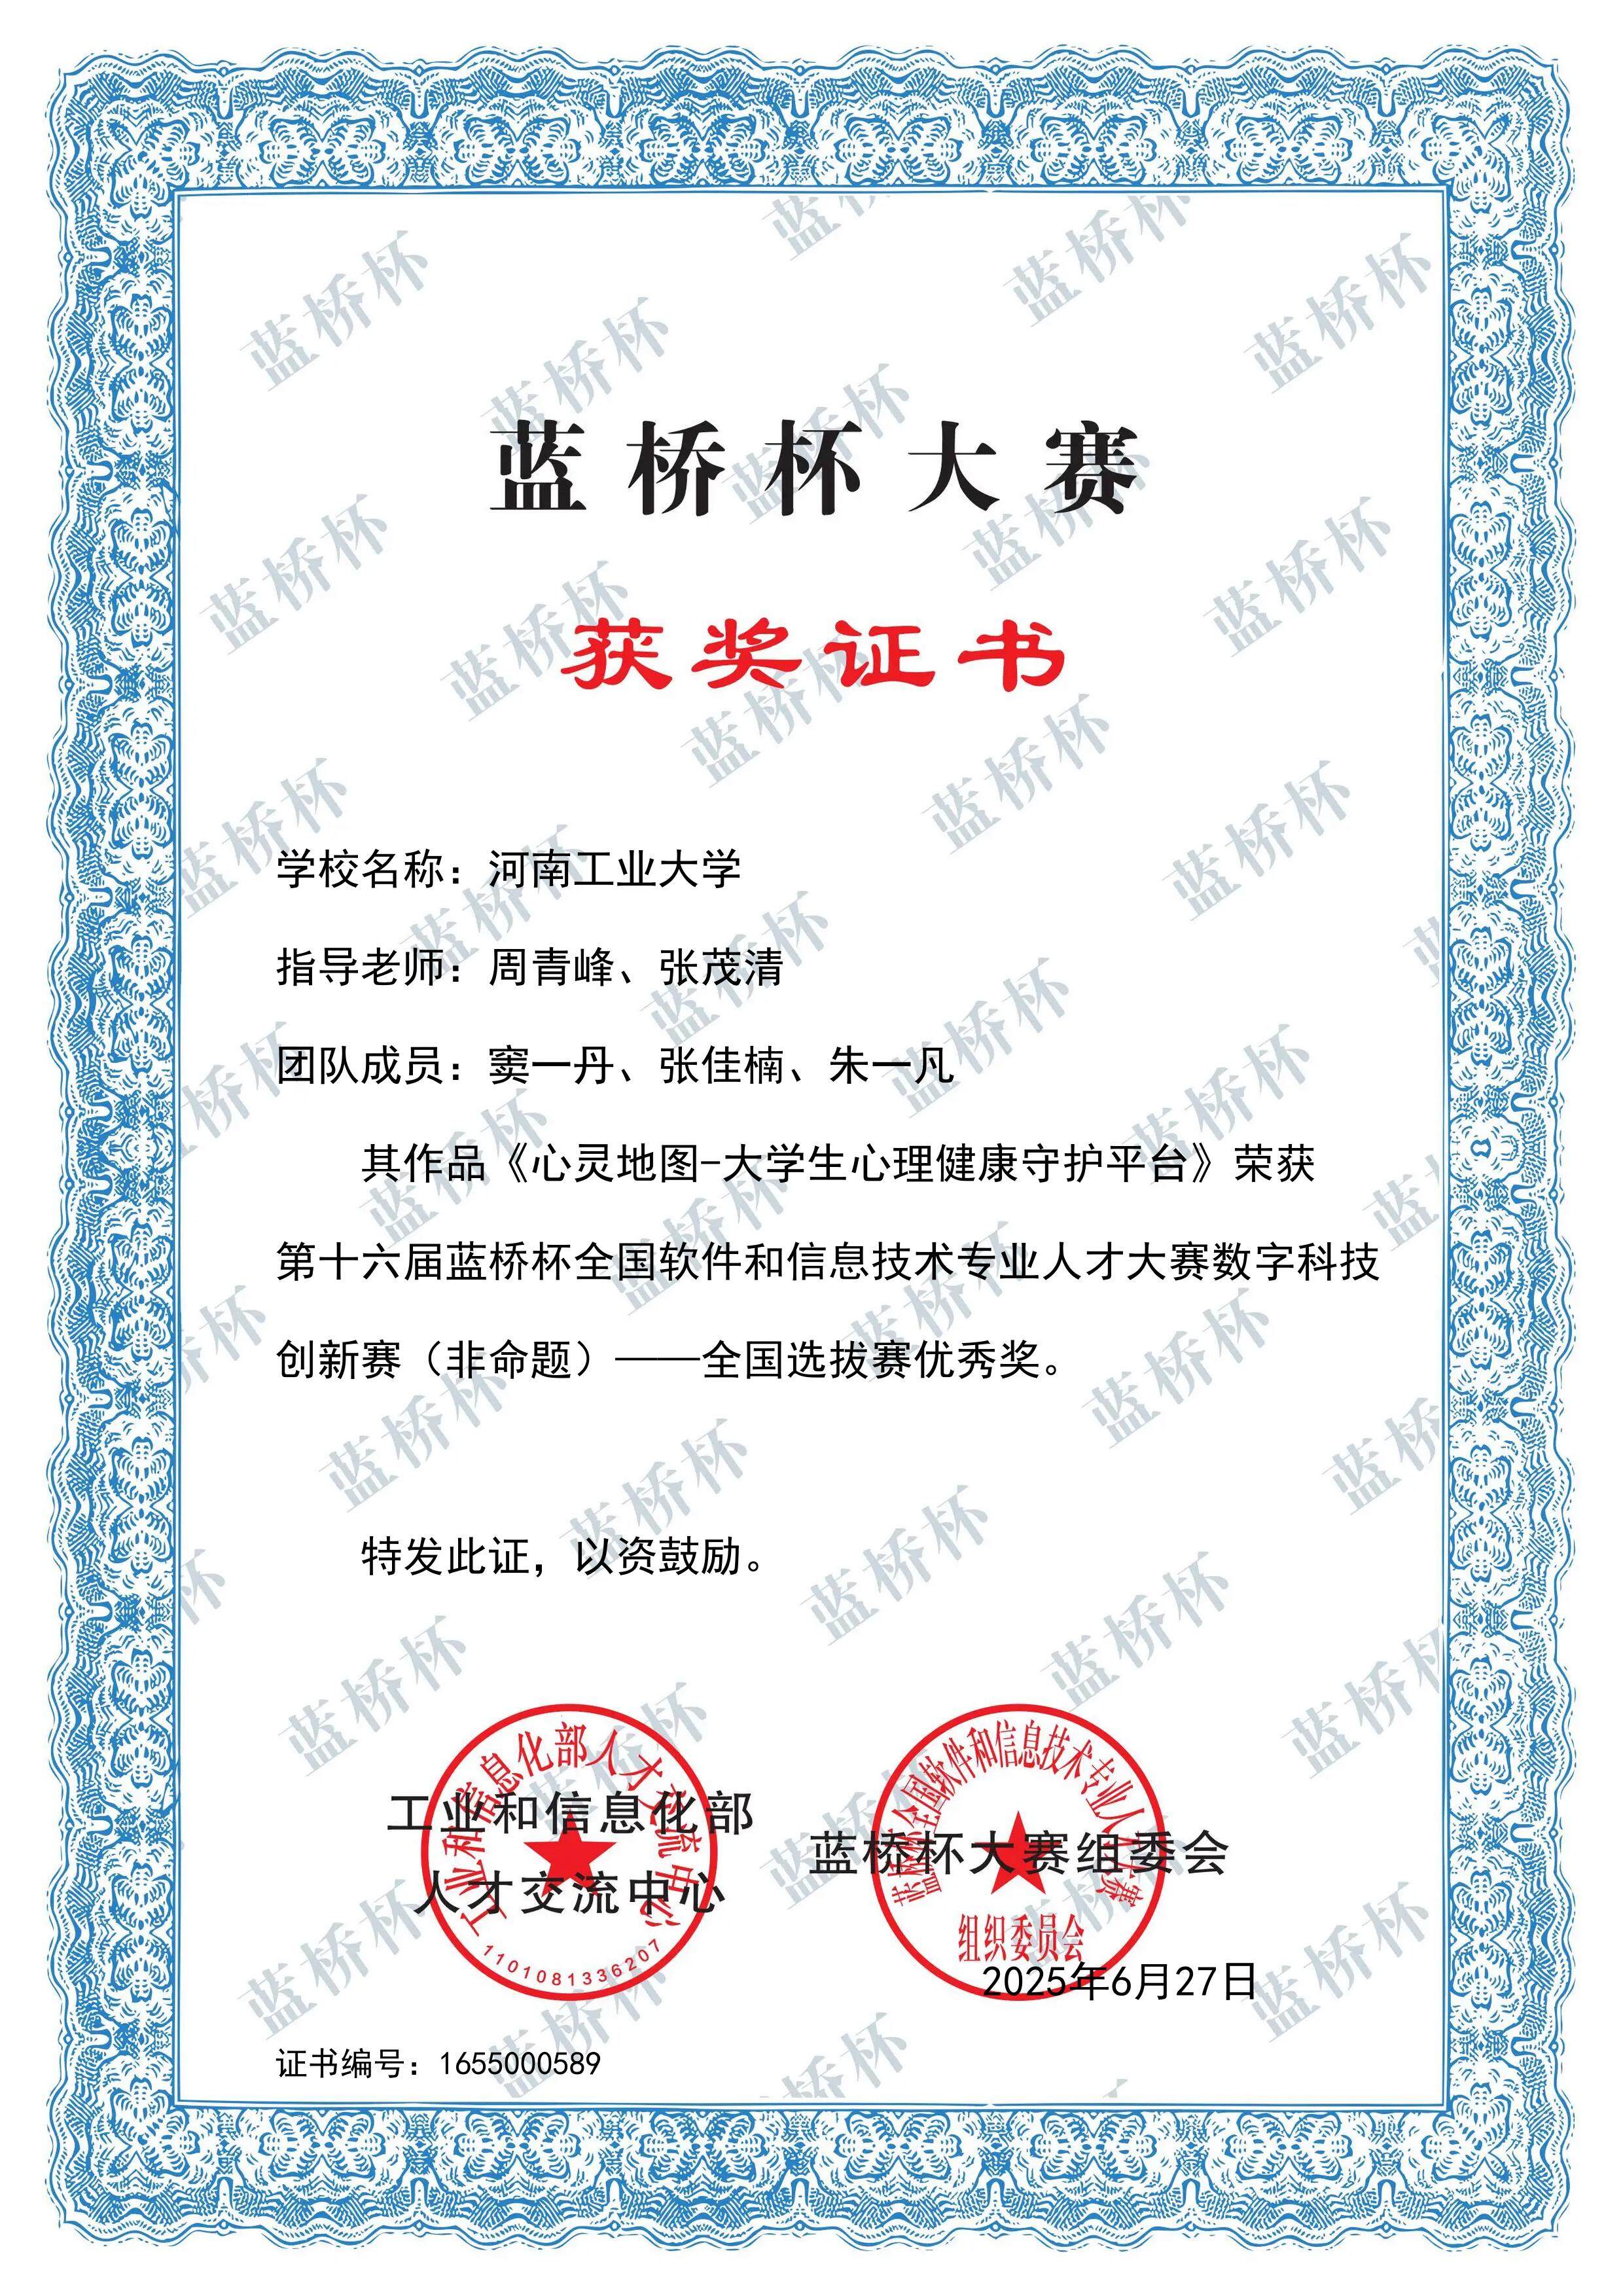 蓝桥杯大赛
获奖证书
学校名称：河南工业大学
指导老师：周青峰、张茂清
团队成员：窦一丹、张佳楠、朱一凡
其作品《心灵地图-大学生心理健康守护平台》荣获
第十六届蓝桥杯全国软件和信息技术专业人才大赛数字科技
创新赛（非命题）——全国选拔赛优秀奖。
特发此证，以资鼓励。
工业和信息化部人才交流中心
工业和信息化部
人才交流中心
1101081336207
蓝桥杯全国软件和信息技术专业人才大赛
蓝桥杯大赛组委会
组织委员会
2025年6月27日
证书编号：1655000589
蓝桥杯